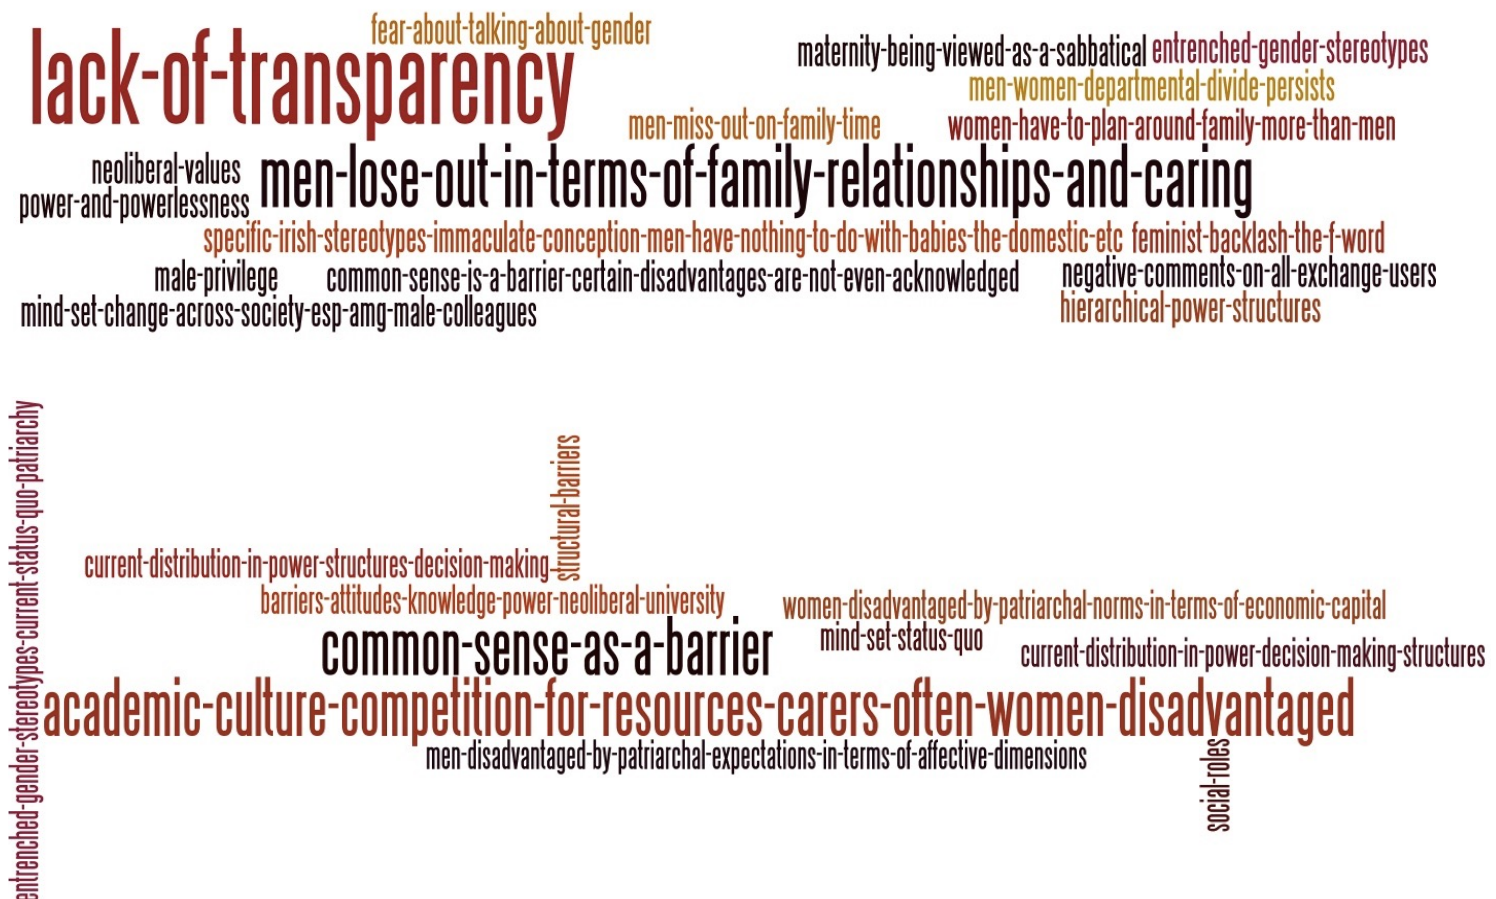 fear-about-talking-about-gender
lack-of-transparency
maternity-being-viewed-as-a-sabbatical
entrenched-gender-stereotypes
men-women-departmental-divide-persists
men-miss-out-on-family-time
women-have-to-plan-around-family-more-than-men
neoliberal-values
men-lose-out-in-terms-of-family-relationships-and-caring
power-and-powerlessness
specific-irish-stereotypes-immaculate-conception-men-have-nothing-to-do-with-babies-the-domestic-etc
feminist-backlash-the-f-word
male-privilege
common-sense-is-a-barrier-certain-disadvantages-are-not-even-acknowledged
negative-comments-on-all-exchange-users
mind-set-change-across-society-esp-amg-male-colleagues
hierarchical-power-structures
entrenched-gender-stereotypes-current-status-quo-patriarchy
structural-barriers
current-distribution-in-power-structures-decision-making
barriers-attitudes-knowledge-power-neoliberal-university
women-disadvantaged-by-patriarchal-norms-in-terms-of-economic-capital
common-sense-as-a-barrier
mind-set-status-quo
current-distribution-in-power-decision-making-structures
academic-culture-competition-for-resources-carers-often-women-disadvantaged
men-disadvantaged-by-patriarchal-expectations-in-terms-of-affective-dimensions
social-roles